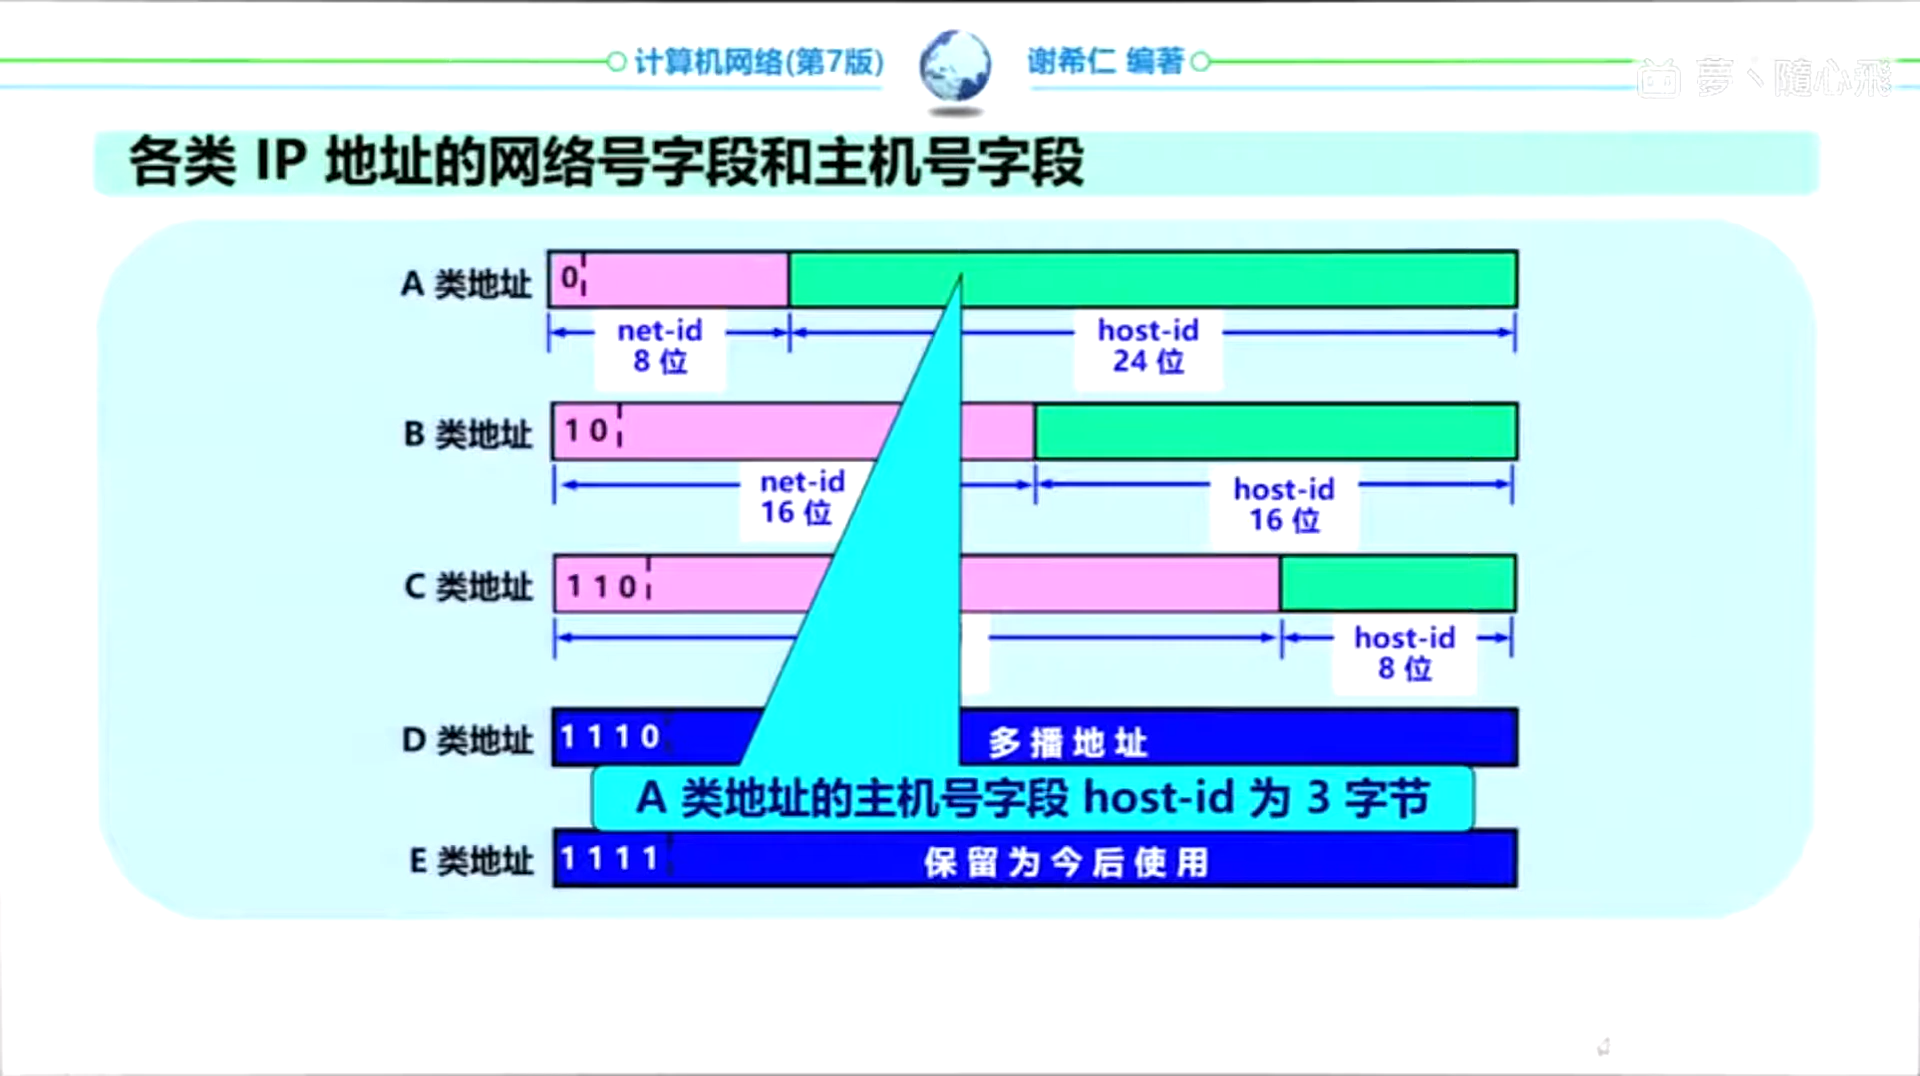 计算机网络(第7版)
谢希仁 编著
夢丶隨心飛
各类 IP 地址的网络号字段和主机号字段
A 类地址
0
net-id
8 位
host-id
24 位
B 类地址
1 0
net-id
16 位
host-id
16 位
C 类地址
1 1 0
host-id
8 位
D 类地址
1 1 1 0
多 播 地 址
A 类地址的主机号字段 host-id 为 3 字节
E 类地址
1 1 1 1
保 留 为 今 后 使 用